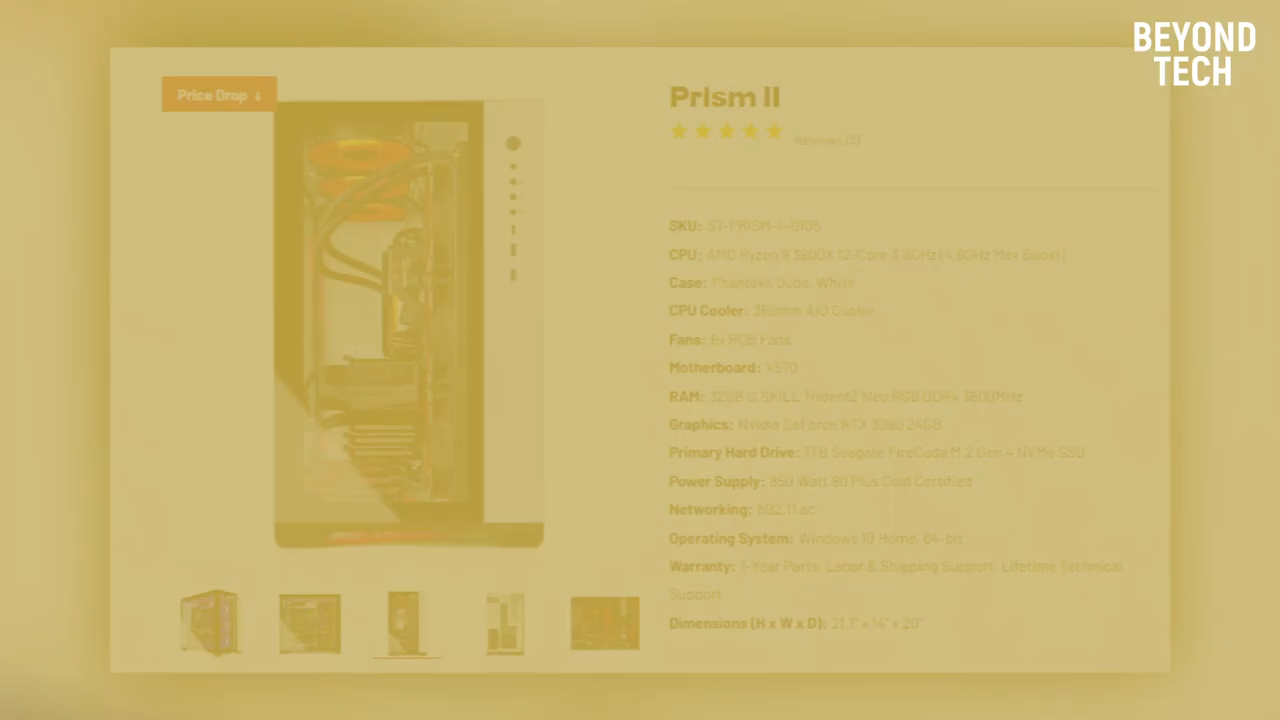 BEYOND
TECH
Price Drop
Prism II
Reviews (3)
SKU: ST-PRISM-II-0105
CPU: AMD Ryzen 9 3900X 12-Core 3.8GHz (4.6GHz Max Boost)
Case: Phanteks Qube, White
CPU Cooler: 360mm AIO Cooler
Fans: 6x RGB Fans
Motherboard: X570
RAM: 32GB G.SKILL TridentZ Neo RGB DDR4 3600MHz
Graphics: Nvidia GeForce RTX 3090 24GB
Primary Hard Drive: 1TB Seagate FireCuda M.2 Gen 4 NVMe SSD
Power Supply: 850 Watt 80 Plus Gold Certified
Networking: 802.11 ac
Operating System: Windows 10 Home, 64-bit
Warranty: 1-Year Parts, Labor & Shipping Support, Lifetime Technical
Support
Dimensions (H x W x D): 21.1" x 14" x 20"